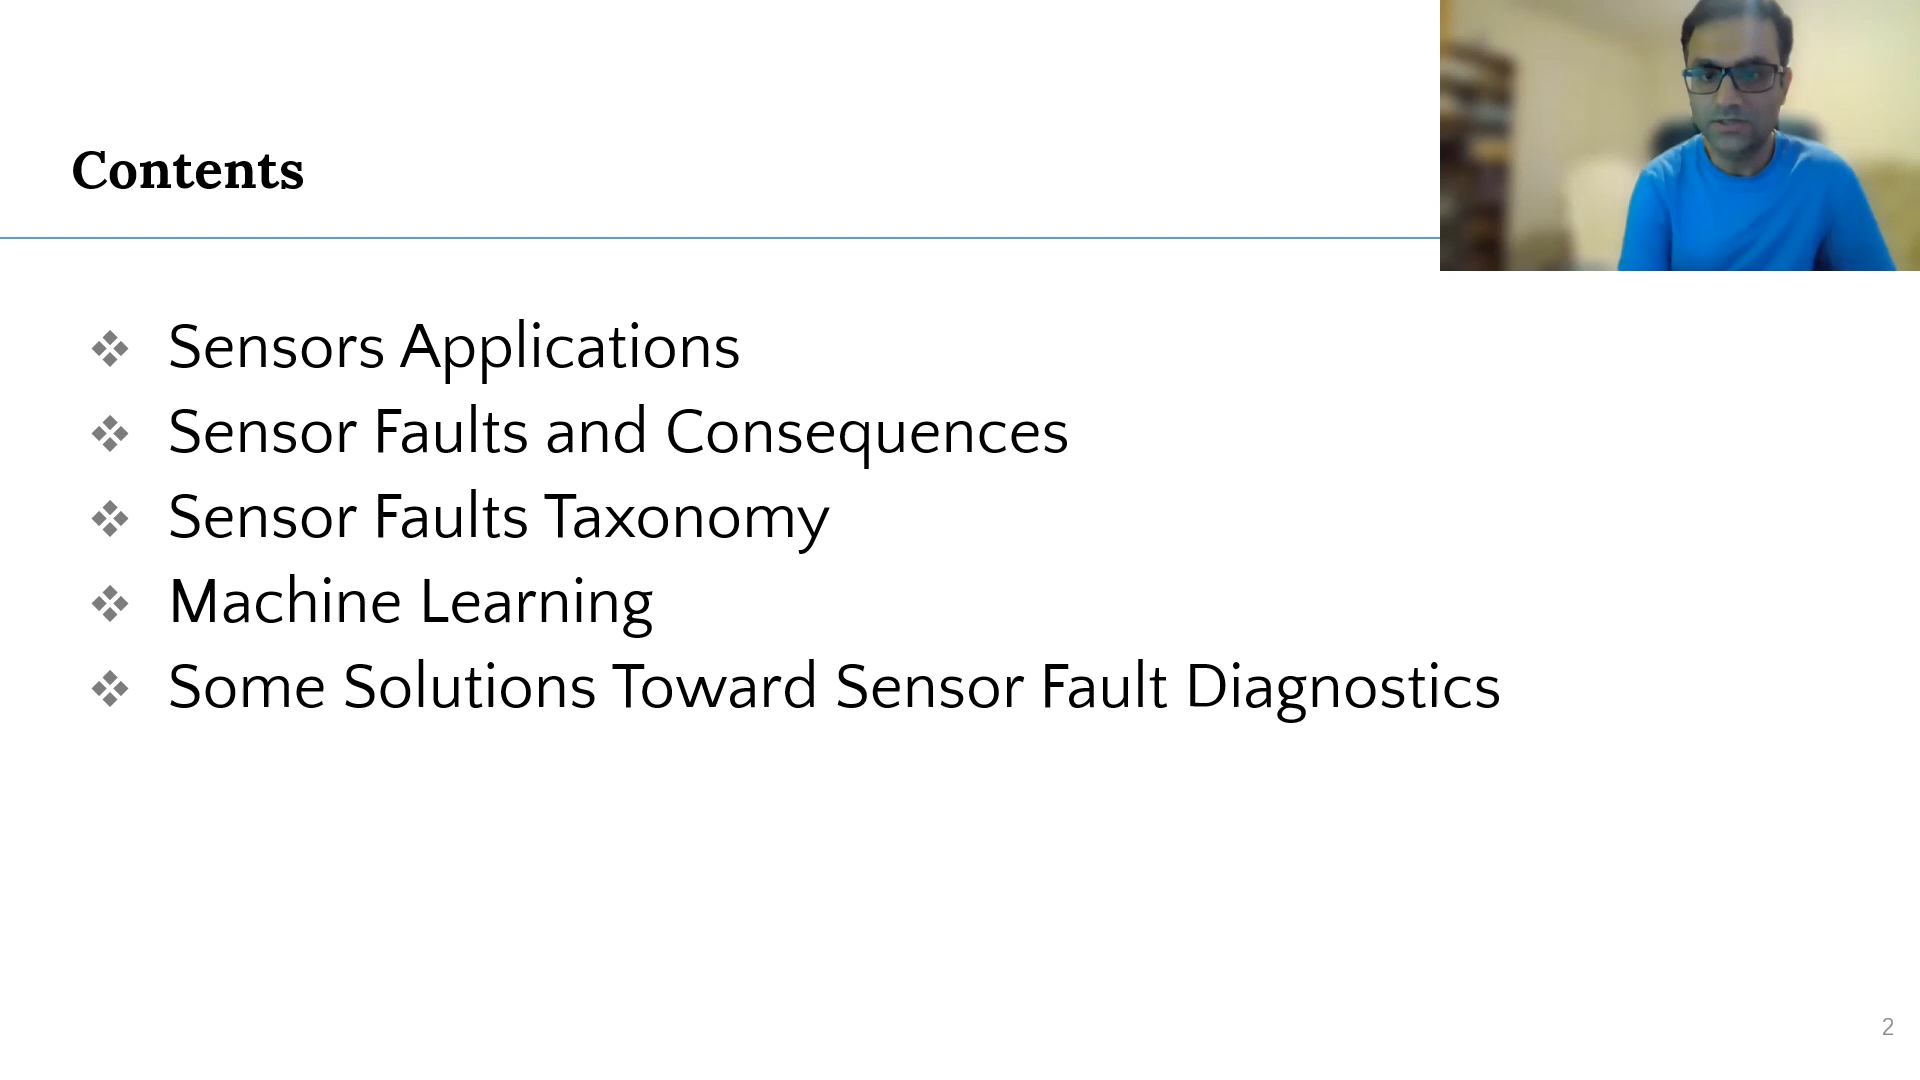 Contents
Sensors Applications
Sensor Faults and Consequences
Sensor Faults Taxonomy
Machine Learning
Some Solutions Toward Sensor Fault Diagnostics
2